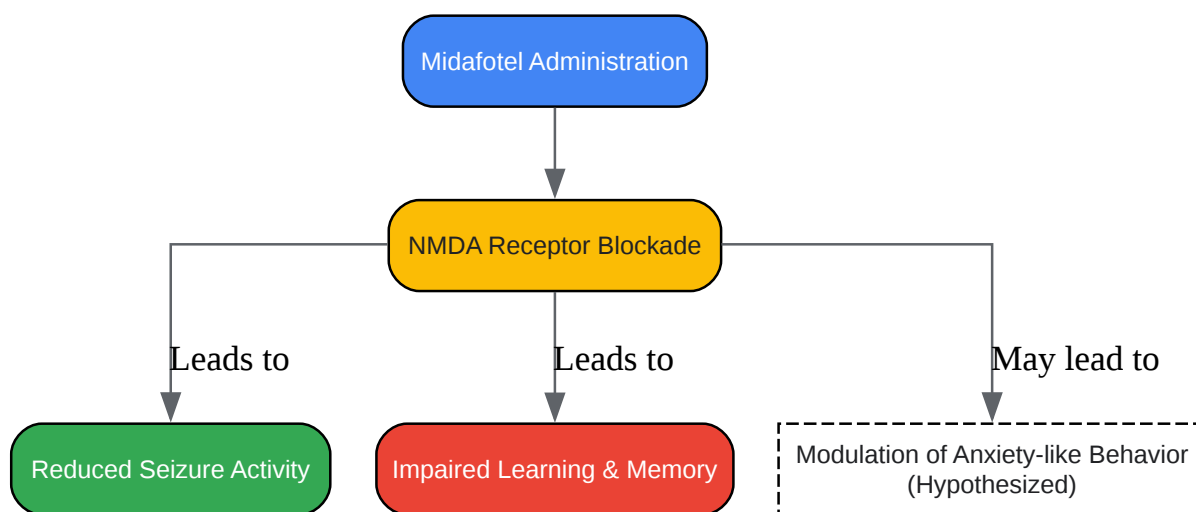 Midafotel Administration
NMDA Receptor Blockade
Leads to
Leads to
May lead to
Reduced Seizure Activity
Impaired Learning & Memory
Modulation of Anxiety-like Behavior
(Hypothesized)